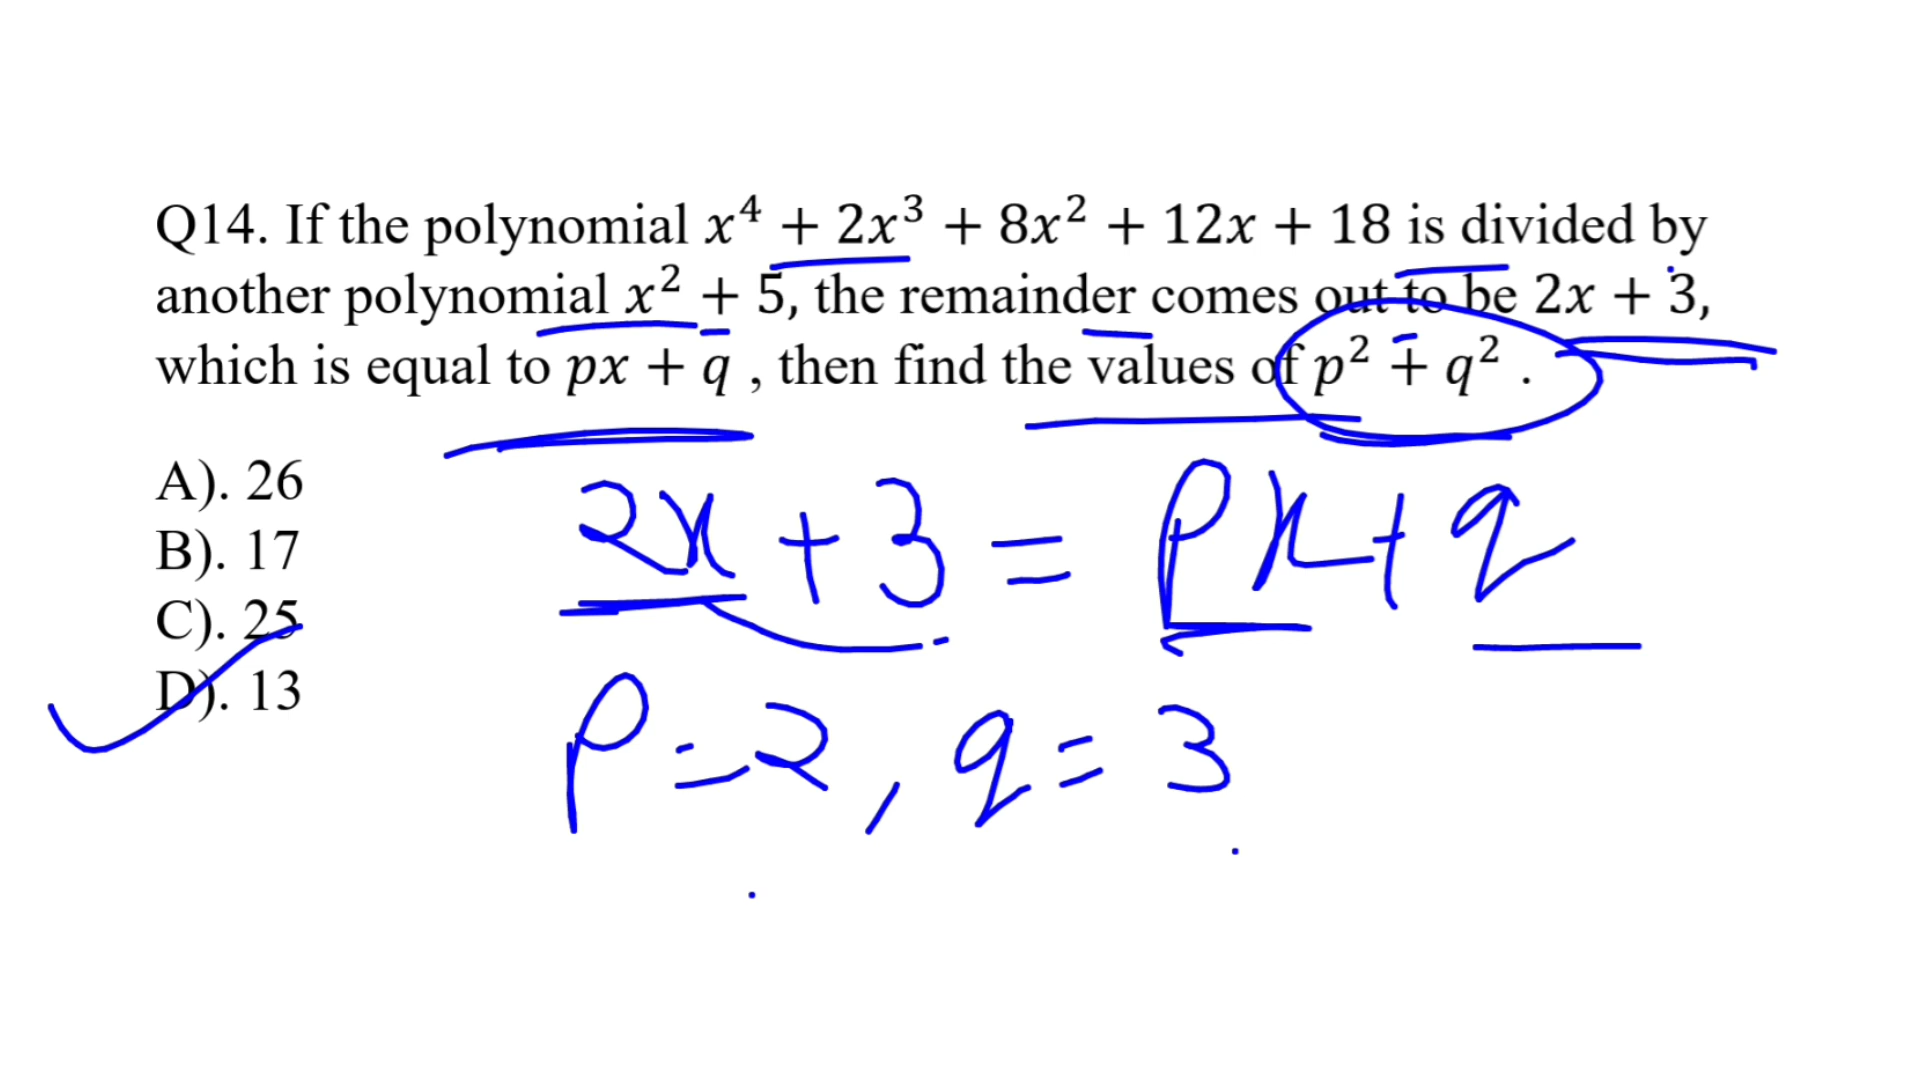 Q14. If the polynomial x⁴ + 2x³ + 8x² + 12x + 18 is divided by
another polynomial x² + 5, the remainder comes out to be 2x + 3,
which is equal to px + q , then find the values of p² + q² .
A). 26
B). 17
C). 25
D). 13
2x + 3 = px + q
p = 2 , q = 3